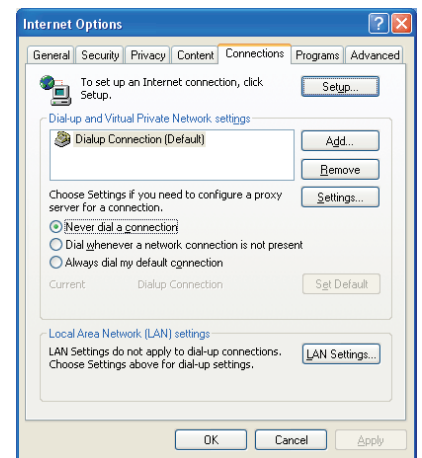 Internet Options
General Security Privacy Content Connections Programs Advanced
To set up an Internet connection, click
Setup.
Setup...
Dial-up and Virtual Private Network settings
Dialup Connection (Default)
Add...
Remove
Choose Settings if you need to configure a proxy
server for a connection.
Settings...
Never dial a connection
Dial whenever a network connection is not present
Always dial my default connection
Current Dialup Connection Set Default
Local Area Network (LAN) settings
LAN Settings do not apply to dial-up connections.
Choose Settings above for dial-up settings.
LAN Settings...
OK Cancel Apply